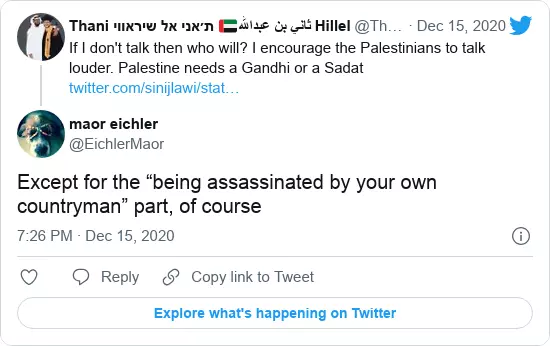 Thani ת׳אני אל שיראווי 🇦🇪ثاني بن عبدالله Hillel @Th… · Dec 15, 2020
If I don't talk then who will? I encourage the Palestinians to talk
louder. Palestine needs a Gandhi or a Sadat
twitter.com/sinijlawi/stat…
maor eichler
@EichlerMaor
Except for the “being assassinated by your own
countryman” part, of course
7:26 PM · Dec 15, 2020
Reply
Copy link to Tweet
Explore what's happening on Twitter